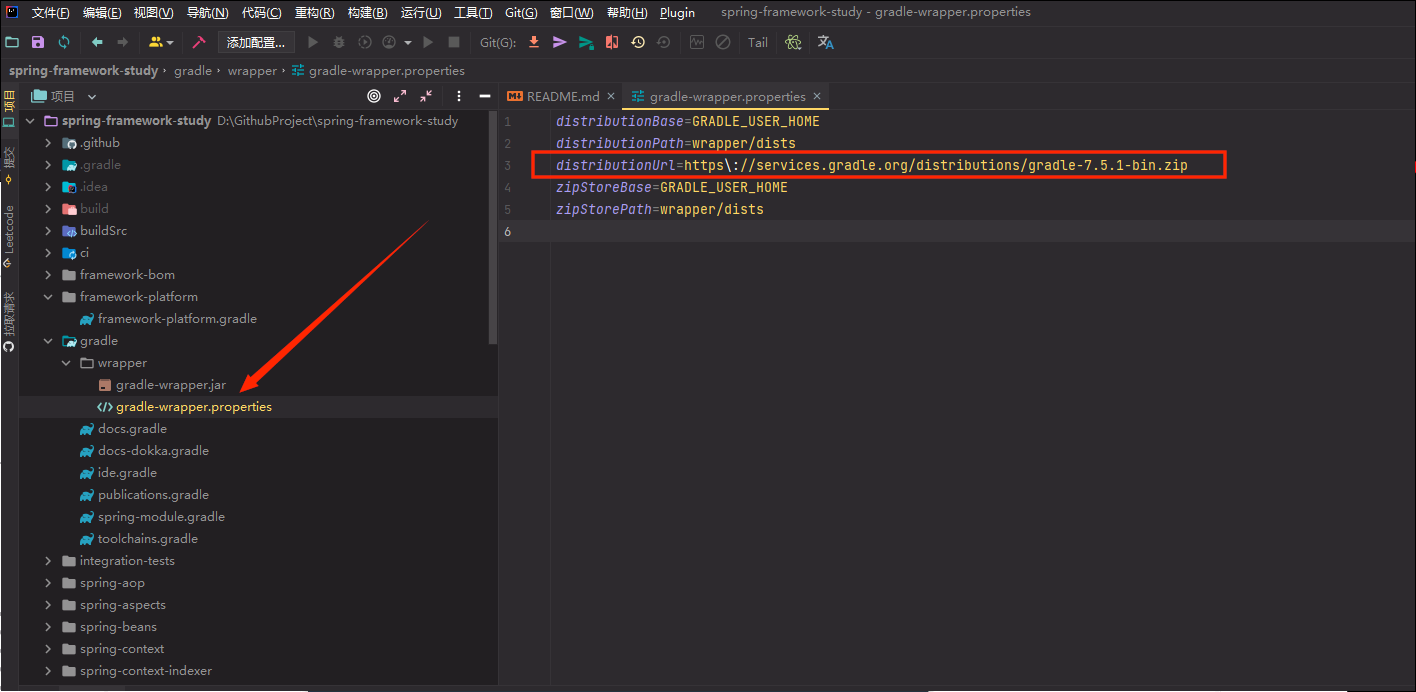 文件(F) 编辑(E) 视图(V) 导航(N) 代码(C) 重构(R) 构建(B) 运行(U) 工具(T) Git(G) 窗口(W) 帮助(H) Plugin spring-framework-study - gradle-wrapper.properties
添加配置... Git(G): Tail
spring-framework-study › gradle › wrapper › gradle-wrapper.properties
项目
提交
Leetcode
拉取请求
项目
spring-framework-study D:\GithubProject\spring-framework-study
.github
.gradle
.idea
build
buildSrc
ci
framework-bom
framework-platform
framework-platform.gradle
gradle
wrapper
gradle-wrapper.jar
gradle-wrapper.properties
docs.gradle
docs-dokka.gradle
ide.gradle
publications.gradle
spring-module.gradle
toolchains.gradle
integration-tests
spring-aop
spring-aspects
spring-beans
spring-context
spring-context-indexer
README.md gradle-wrapper.properties
1 distributionBase=GRADLE_USER_HOME
2 distributionPath=wrapper/dists
3 distributionUrl=https\://services.gradle.org/distributions/gradle-7.5.1-bin.zip
4 zipStoreBase=GRADLE_USER_HOME
5 zipStorePath=wrapper/dists
6